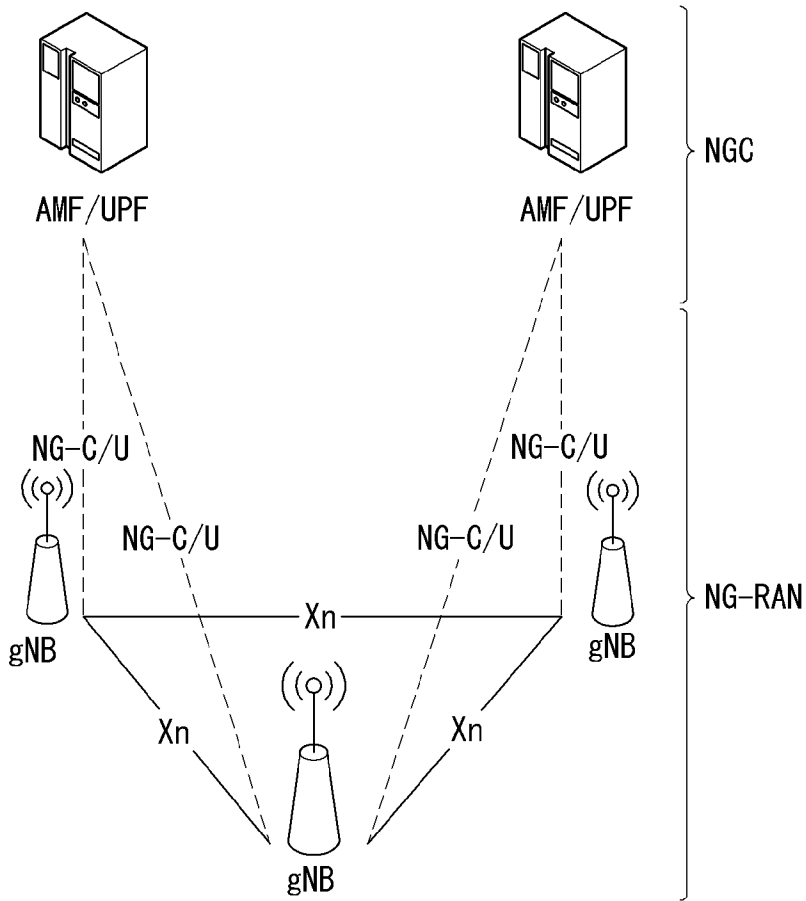 NGC
AMF/UPF
AMF/UPF
NG-C/U
NG-C/U
NG-C/U
NG-C/U
NG-RAN
Xn
gNB
gNB
Xn
Xn
gNB